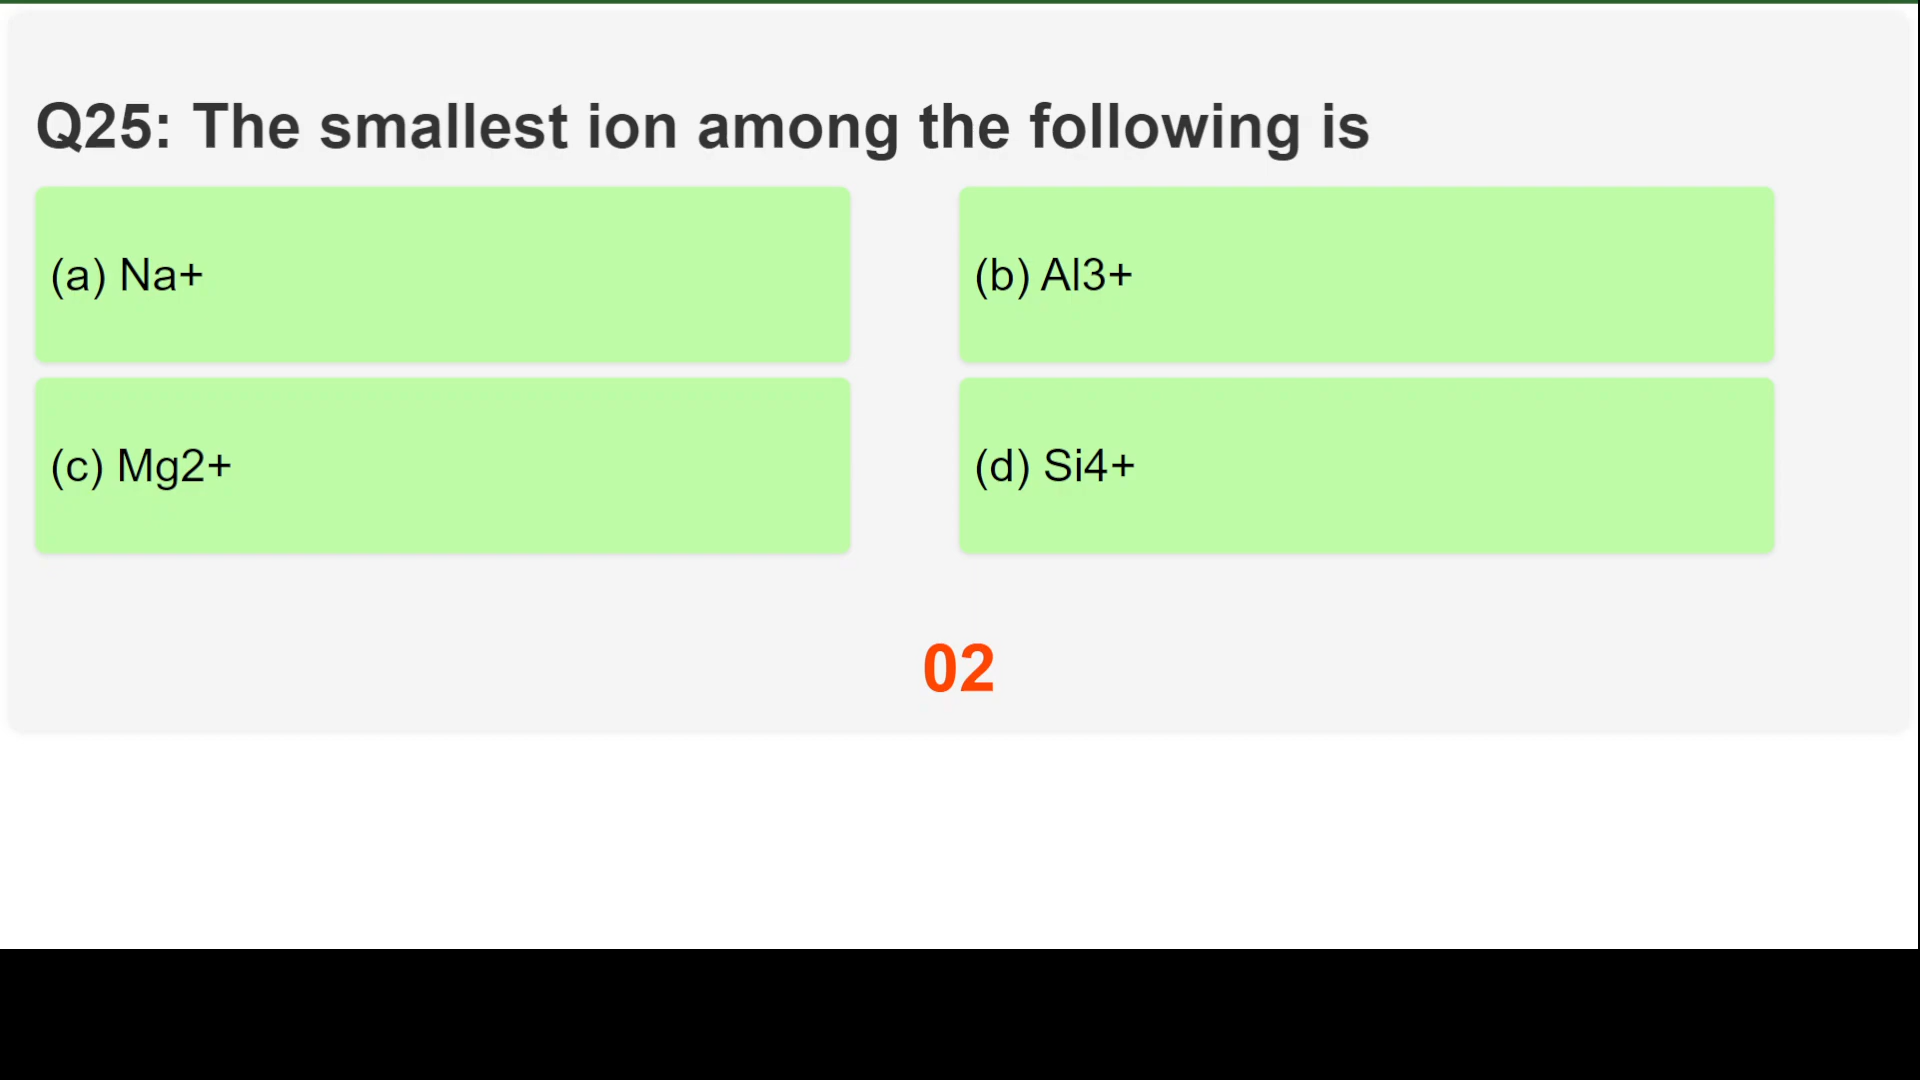 Q25: The smallest ion among the following is
(a) Na+
(b) Al3+
(c) Mg2+
(d) Si4+
02